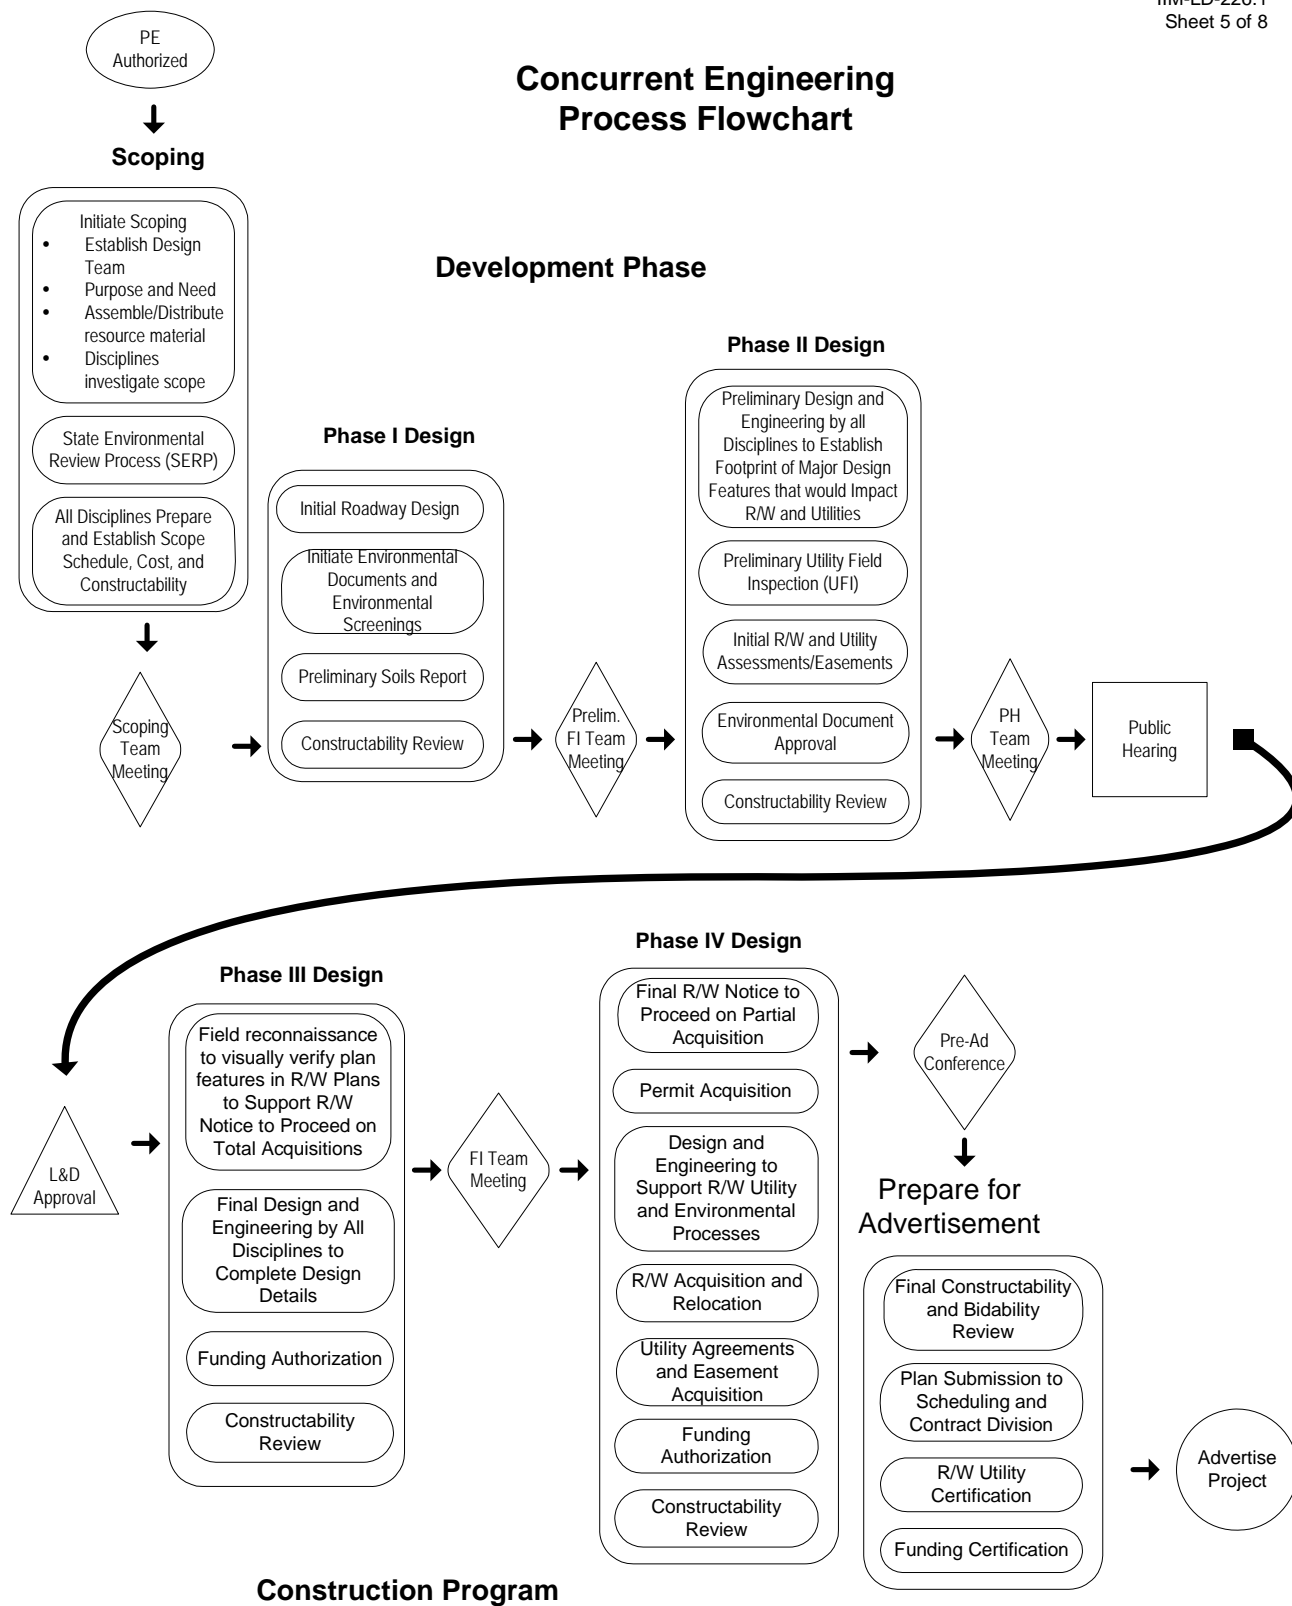 IIM-LD-226.1
Sheet 5 of 8
PE
Authorized
Concurrent Engineering
Process Flowchart
Scoping
Initiate Scoping
• Establish Design
Team
• Purpose and Need
• Assemble/Distribute
resource material
• Disciplines
investigate scope
State Environmental
Review Process (SERP)
All Disciplines Prepare
and Establish Scope
Schedule, Cost, and
Constructability
Scoping
Team
Meeting
Development Phase
Phase I Design
Initial Roadway Design
Initiate Environmental
Documents and
Environmental
Screenings
Preliminary Soils Report
Constructability Review
Prelim.
FI Team
Meeting
Phase II Design
Preliminary Design and
Engineering by all
Disciplines to Establish
Footprint of Major Design
Features that would Impact
R/W and Utilities
Preliminary Utility Field
Inspection (UFI)
Initial R/W and Utility
Assessments/Easements
Environmental Document
Approval
Constructability Review
PH
Team
Meeting
Public
Hearing
L&D
Approval
Phase III Design
Field reconnaissance
to visually verify plan
features in R/W Plans
to Support R/W
Notice to Proceed on
Total Acquisitions
Final Design and
Engineering by All
Disciplines to
Complete Design
Details
Funding Authorization
Constructability
Review
FI Team
Meeting
Phase IV Design
Final R/W Notice to
Proceed on Partial
Acquisition
Permit Acquisition
Design and
Engineering to
Support R/W Utility
and Environmental
Processes
R/W Acquisition and
Relocation
Utility Agreements
and Easement
Acquisition
Funding
Authorization
Constructability
Review
Pre-Ad
Conference
Prepare for
Advertisement
Final Constructability
and Bidability
Review
Plan Submission to
Scheduling and
Contract Division
R/W Utility
Certification
Funding Certification
Advertise
Project
Construction Program